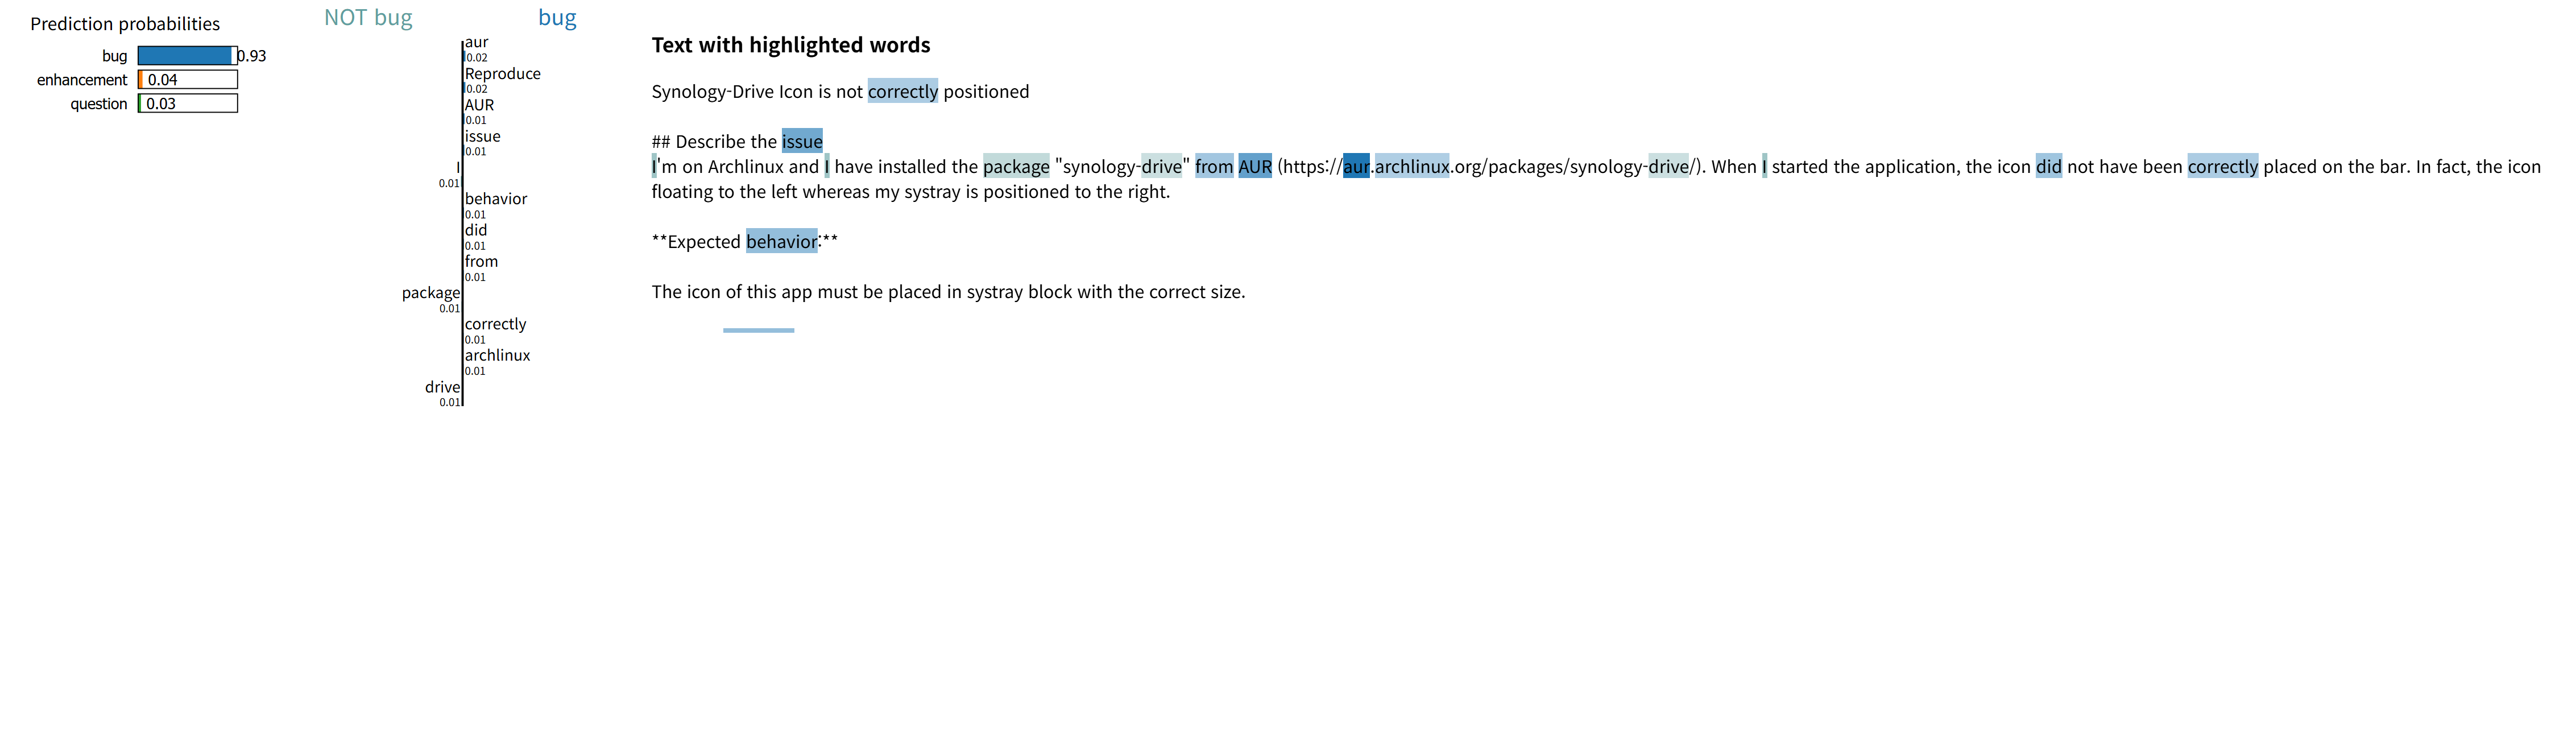 Prediction probabilities
bug 0.93
enhancement 0.04
question 0.03
NOT bug bug
aur
0.02
Reproduce
0.02
AUR
0.01
issue
0.01
I
0.01
behavior
0.01
did
0.01
from
0.01
package
0.01
correctly
0.01
archlinux
0.01
drive
0.01
Text with highlighted words
Synology-Drive Icon is not correctly positioned
## Describe the issue
I'm on Archlinux and I have installed the package "synology-drive" from AUR (https://aur.archlinux.org/packages/synology-drive/). When I started the application, the icon did not have been correctly placed on the bar. In fact, the icon
floating to the left whereas my systray is positioned to the right.
**Expected behavior:**
The icon of this app must be placed in systray block with the correct size.